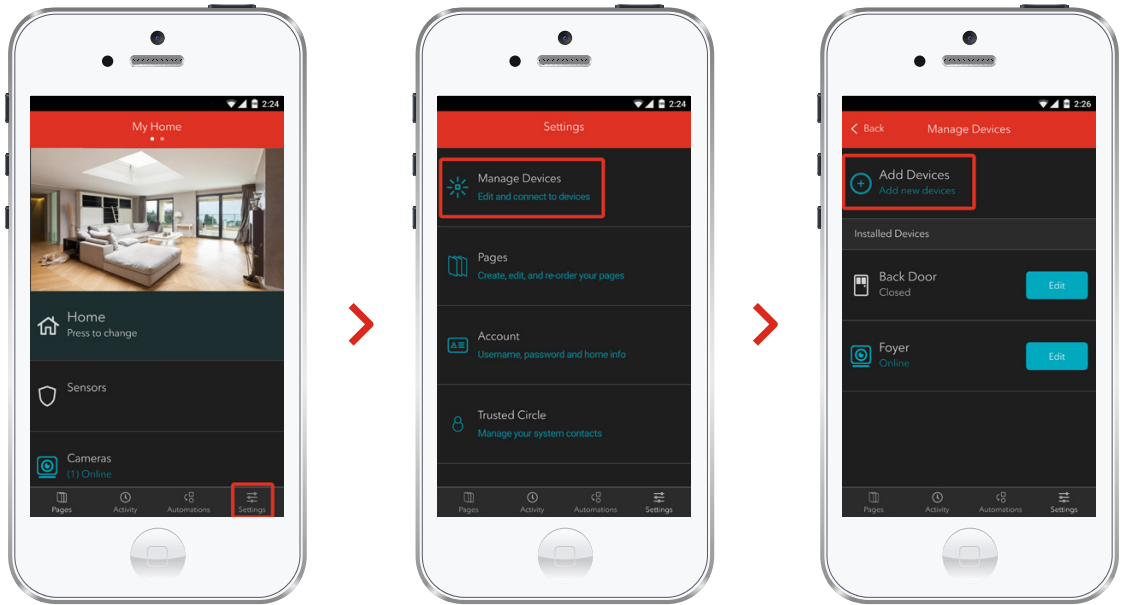 2:24
My Home
Home
Press to change
Sensors
Cameras
(1) Online
Pages
Activity
Automations
Settings
2:24
Settings
Manage Devices
Edit and connect to devices
Pages
Create, edit, and re-order your pages
Account
Username, password and home info
Trusted Circle
Manage your system contacts
Pages
Activity
Automations
Settings
2:26
Back
Manage Devices
Add Devices
Add new devices
Installed Devices
Back Door
Closed
Edit
Foyer
Online
Edit
Pages
Activity
Automations
Settings